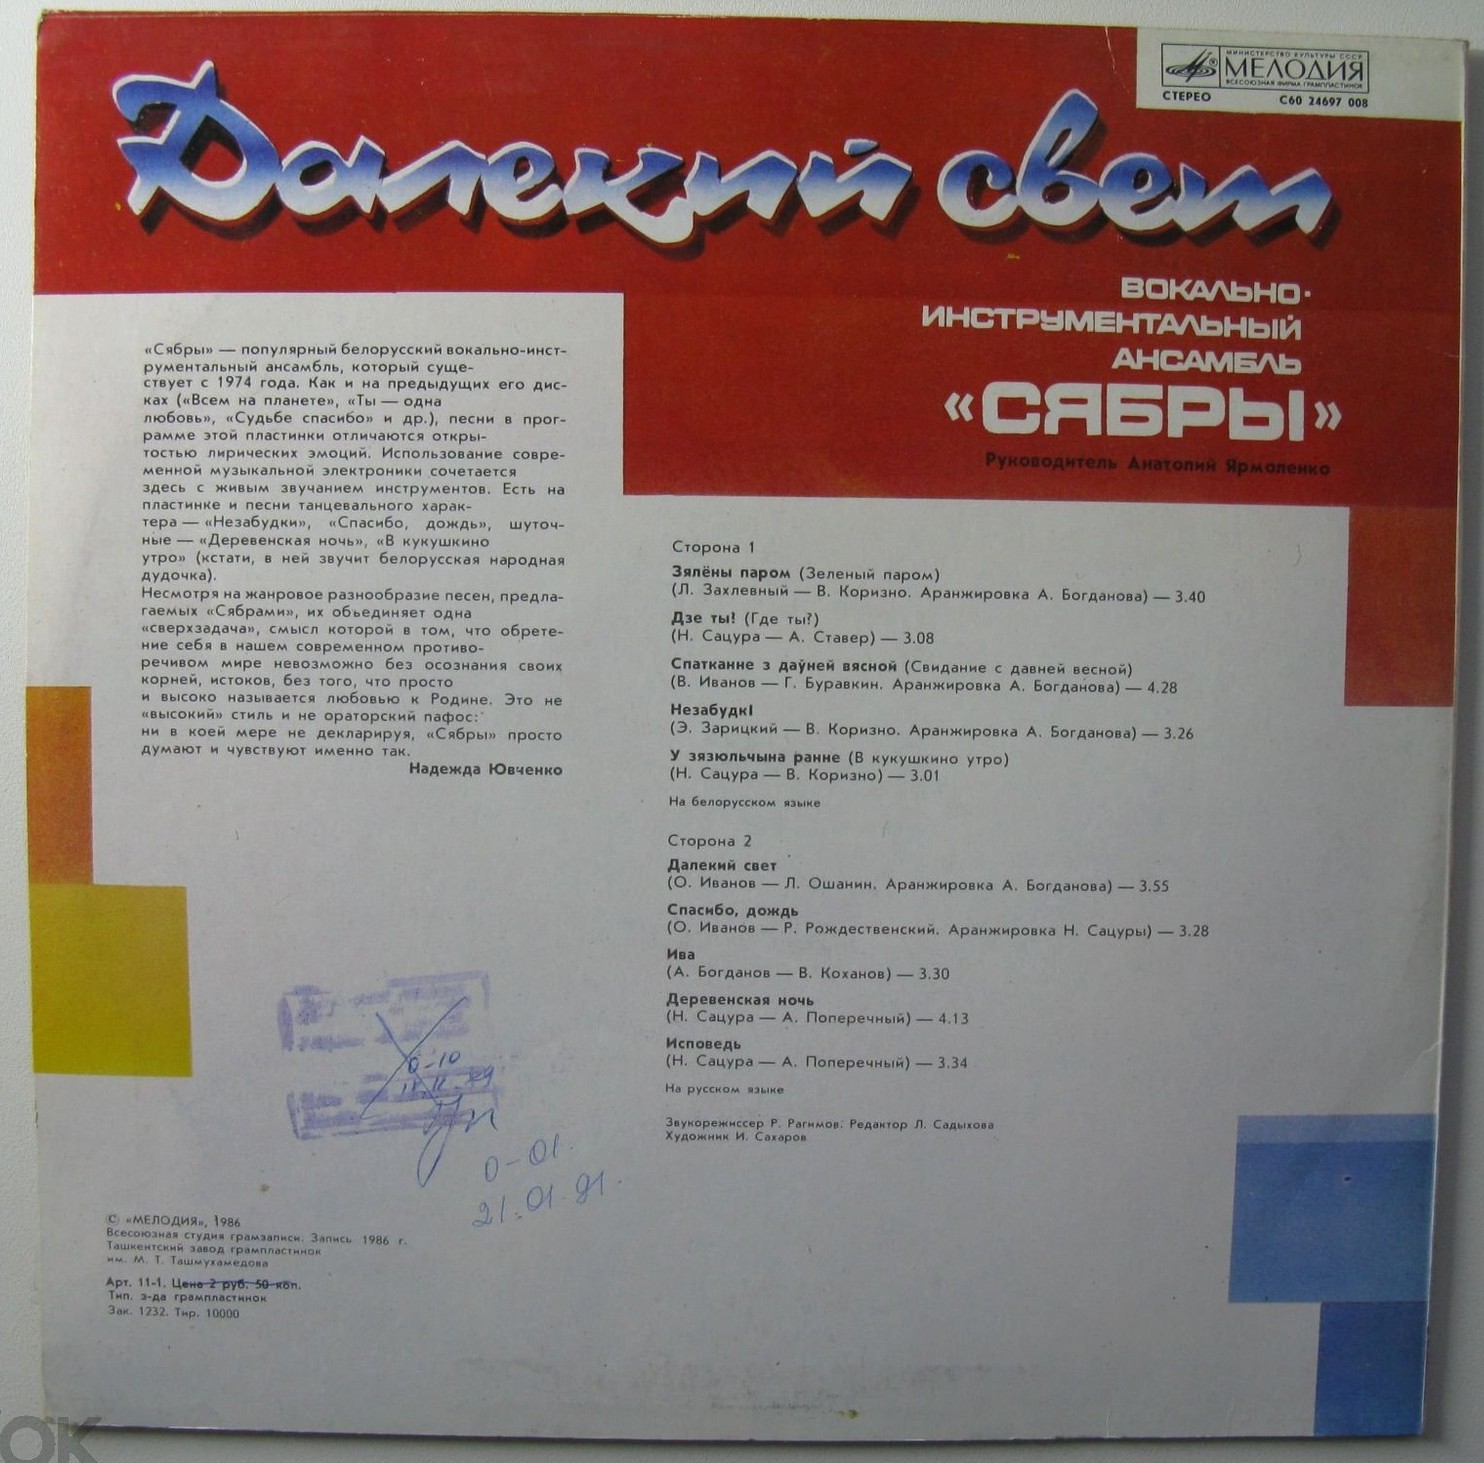 МИНИСТЕРСТВО КУЛЬТУРЫ СССР
МЕЛОДИЯ
ВСЕСОЮЗНАЯ ФИРМА ГРАМПЛАСТИНОК
СТЕРЕО С60 24697 008
Далекий свет
ВОКАЛЬНО-
ИНСТРУМЕНТАЛЬНЫЙ
АНСАМБЛЬ
«СЯБРЫ»
Руководитель Анатолий Ярмоленко
«Сябры» — популярный белорусский вокально-инст-
рументальный ансамбль, который суще-
ствует с 1974 года. Как и на предыдущих его дис-
ках («Всем на планете», «Ты — одна
любовь», «Судьбе спасибо» и др.), песни в прог-
рамме этой пластинки отличаются откры-
тостью лирических эмоций. Использование совре-
менной музыкальной электроники сочетается
здесь с живым звучанием инструментов. Есть на
пластинке и песни танцевального харак-
тера — «Незабудки», «Спасибо, дождь», шуточ-
ные — «Деревенская ночь», «В кукушкино
утро» (кстати, в ней звучит белорусская народная
дудочка).
Несмотря на жанровое разнообразие песен, предла-
гаемых «Сябрами», их объединяет одна
«сверхзадача», смысл которой в том, что обрете-
ние себя в нашем современном противо-
речивом мире невозможно без осознания своих
корней, истоков, без того, что просто
и высоко называется любовью к Родине. Это не
«высокий» стиль и не ораторский пафос:
ни в коей мере не декларируя, «Сябры» просто
думают и чувствуют именно так.
Надежда Ювченко
Сторона 1
Зялёны паром (Зеленый паром)
(Л. Захлевный — В. Коризно. Аранжировка А. Богданова) — 3.40
Дзе ты! (Где ты?)
(Н. Сацура — А. Ставер) — 3.08
Спатканне з даўней вясной (Свидание с давней весной)
(В. Иванов — Г. Буравкин. Аранжировка А. Богданова) — 4.28
НезабудкІ
(Э. Зарицкий — В. Коризно. Аранжировка А. Богданова) — 3.26
У зязюльчына ранне (В кукушкино утро)
(Н. Сацура — В. Коризно) — 3.01
На белорусском языке
Сторона 2
Далекий свет
(О. Иванов — Л. Ошанин. Аранжировка А. Богданова) — 3.55
Спасибо, дождь
(О. Иванов — Р. Рождественский. Аранжировка Н. Сацуры) — 3.28
Ива
(А. Богданов — В. Коханов) — 3.30
Деревенская ночь
(Н. Сацура — А. Поперечный) — 4.13
Исповедь
(Н. Сацура — А. Поперечный) — 3.34
На русском языке
Звукорежиссер Р. Рагимов. Редактор Л. Садыхова
Художник И. Сахаров
0-10
0-01.
21.01.91.
© «МЕЛОДИЯ», 1986
Всесоюзная студия грамзаписи. Запись 1986 г.
Ташкентский завод грампластинок
им. М. Т. Ташмухамедова
Арт. 11-1. Цена 2 руб. 50 коп.
Тип. з-да грампластинок
Зак. 1232. Тир. 10000
OK